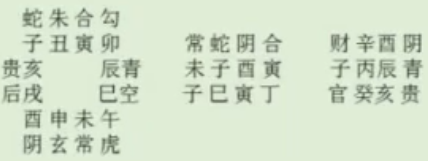 蛇朱合勾
子丑寅卯 常蛇阴合 财辛酉阴
贵亥 辰青 未子酉寅 子丙辰青
后戌 巳空 子巳寅丁 官癸亥贵
酉申未午
阴玄常虎